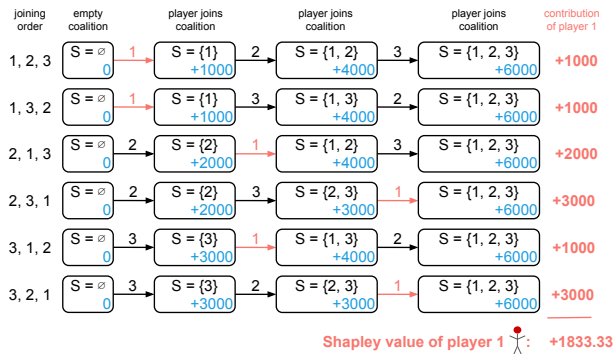 joining order empty coalition player joins coalition player joins coalition player joins coalition contribution of player 1
1, 2, 3 S = ∅ 0 1 S = {1} +1000 2 S = {1, 2} +4000 3 S = {1, 2, 3} +6000 +1000
1, 3, 2 S = ∅ 0 1 S = {1} +1000 3 S = {1, 3} +4000 2 S = {1, 2, 3} +6000 +1000
2, 1, 3 S = ∅ 0 2 S = {2} +2000 1 S = {1, 2} +4000 3 S = {1, 2, 3} +6000 +2000
2, 3, 1 S = ∅ 0 2 S = {2} +2000 3 S = {2, 3} +3000 1 S = {1, 2, 3} +6000 +3000
3, 1, 2 S = ∅ 0 3 S = {3} +3000 1 S = {1, 3} +4000 2 S = {1, 2, 3} +6000 +1000
3, 2, 1 S = ∅ 0 3 S = {3} +3000 2 S = {2, 3} +3000 1 S = {1, 2, 3} +6000 +3000
Shapley value of player 1 : +1833.33